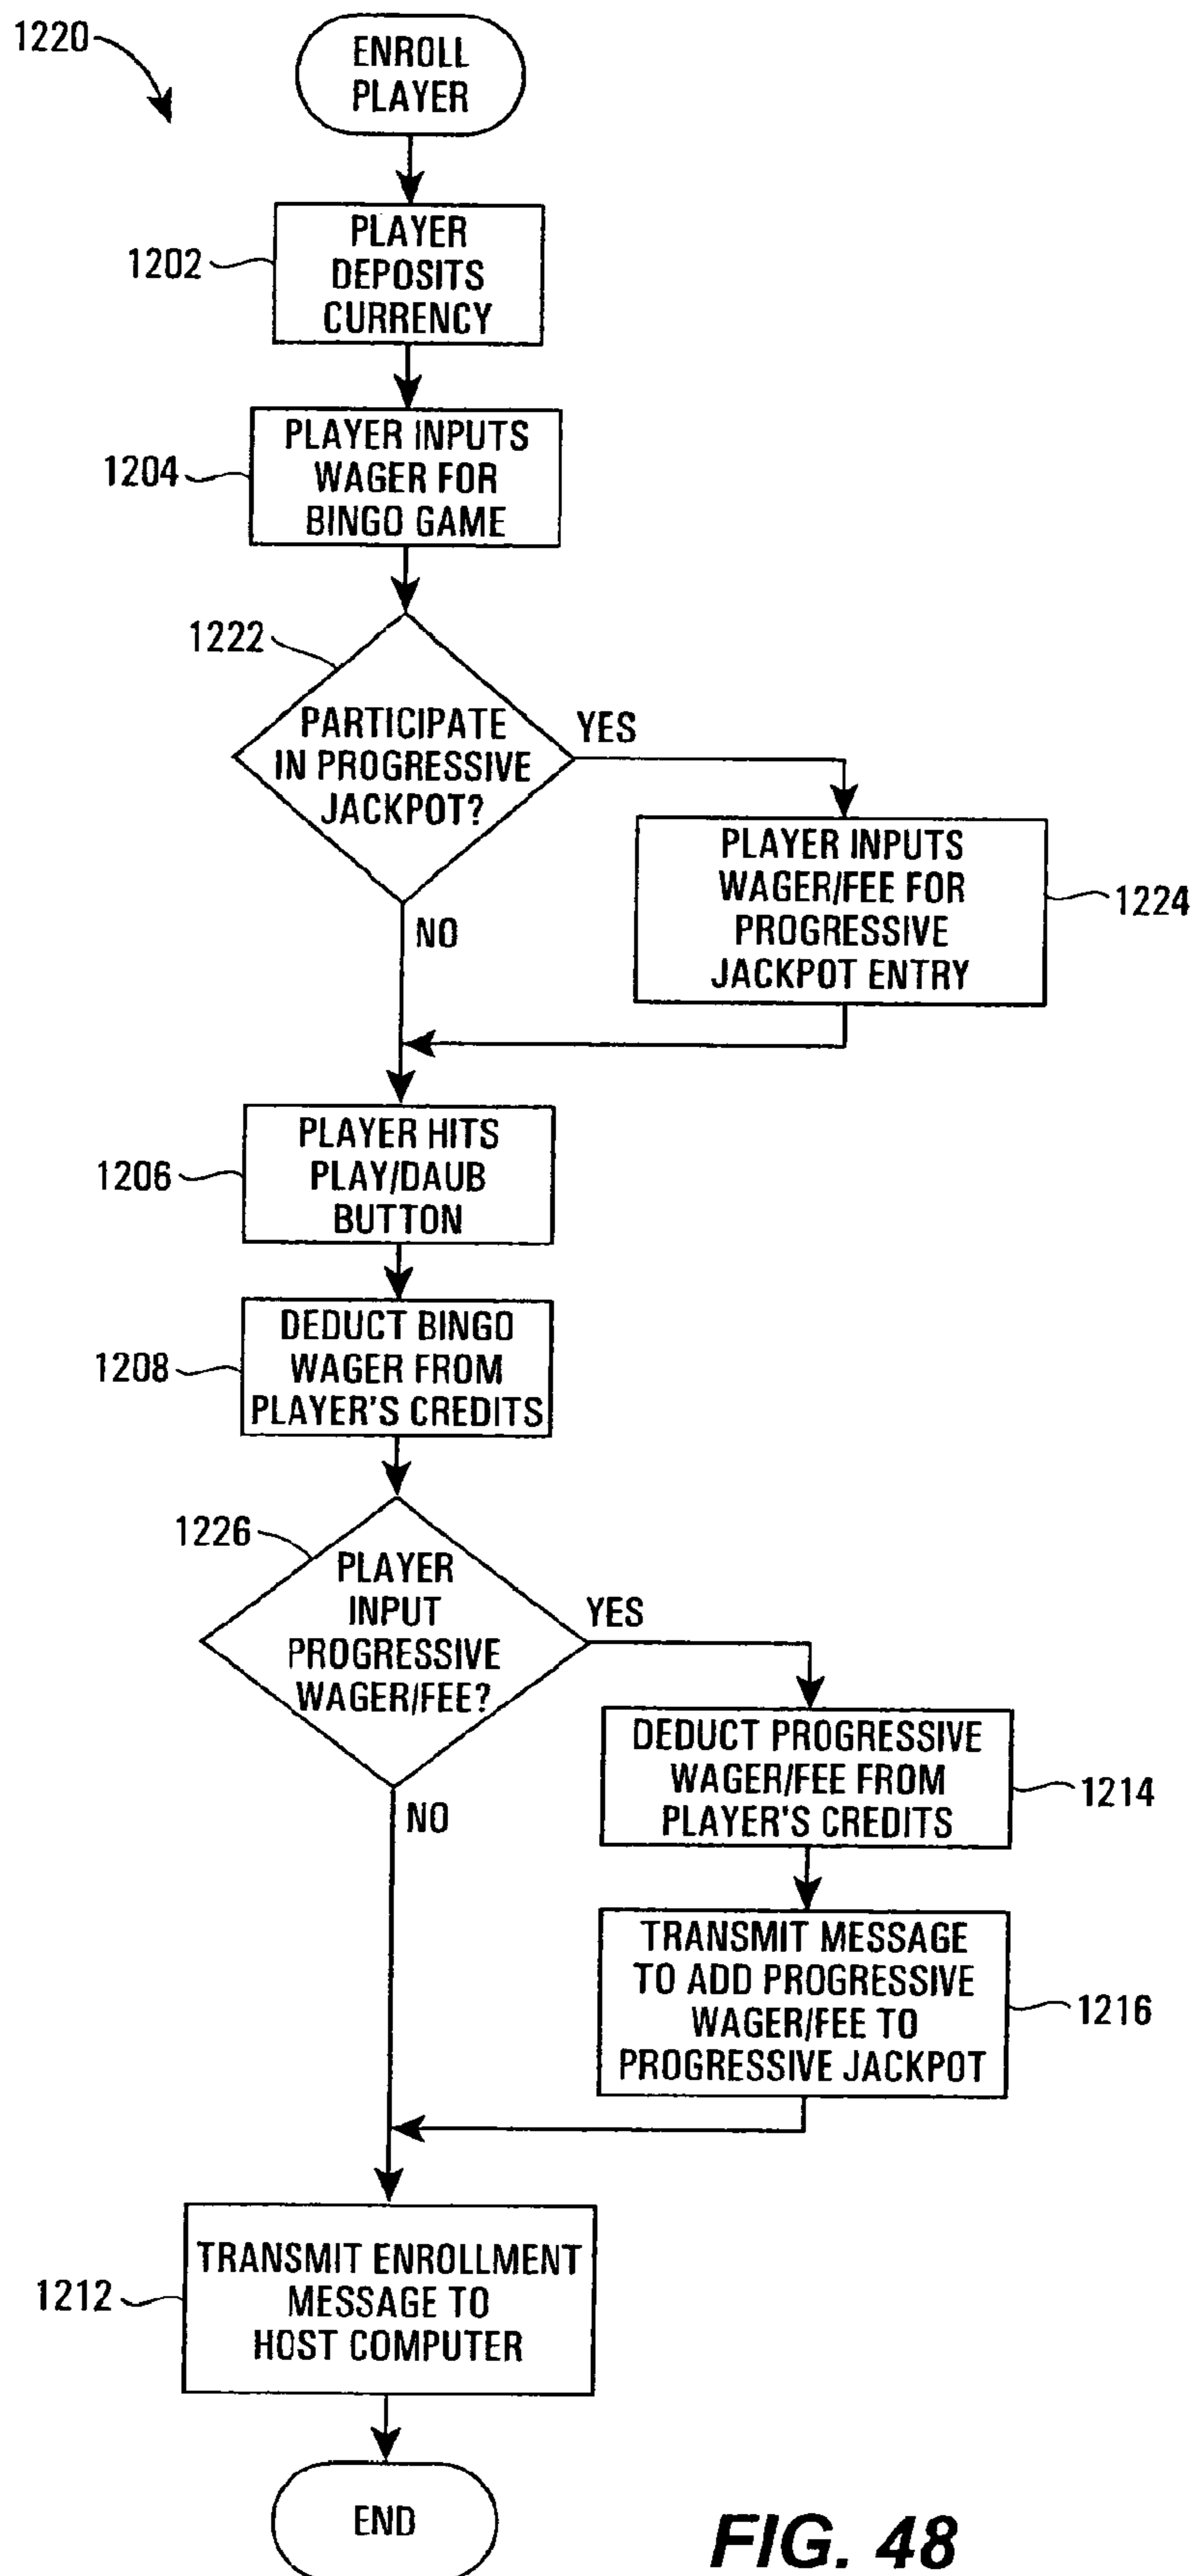 1220
ENROLL
PLAYER
1202
PLAYER
DEPOSITS
CURRENCY
1204
PLAYER INPUTS
WAGER FOR
BINGO GAME
1222
PARTICIPATE
IN PROGRESSIVE
JACKPOT?
YES
NO
PLAYER INPUTS
WAGER/FEE FOR
PROGRESSIVE
JACKPOT ENTRY
1224
1206
PLAYER HITS
PLAY/DAUB
BUTTON
1208
DEDUCT BINGO
WAGER FROM
PLAYER'S CREDITS
1226
PLAYER
INPUT
PROGRESSIVE
WAGER/FEE?
YES
NO
DEDUCT PROGRESSIVE
WAGER/FEE FROM
PLAYER'S CREDITS
1214
TRANSMIT MESSAGE
TO ADD PROGRESSIVE
WAGER/FEE TO
PROGRESSIVE JACKPOT
1216
1212
TRANSMIT ENROLLMENT
MESSAGE TO
HOST COMPUTER
END
FIG. 48